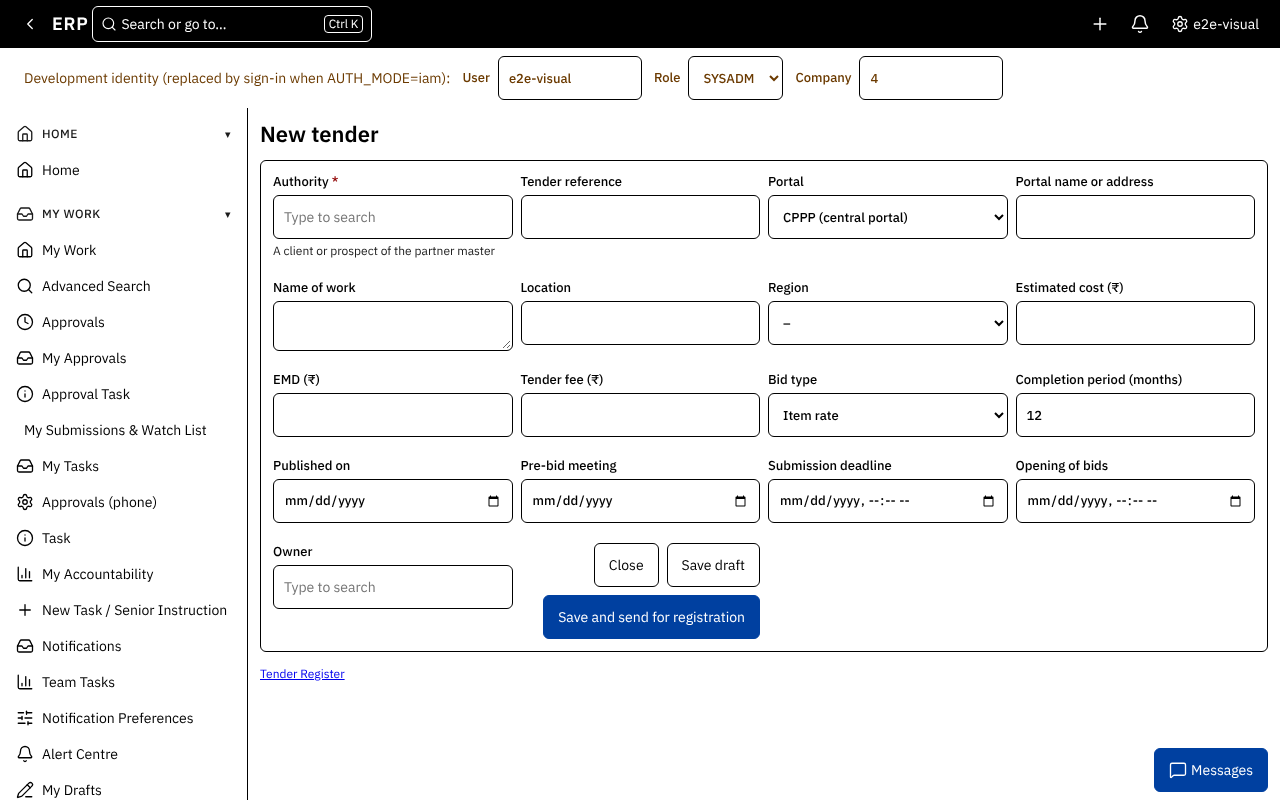 ERP
Search or go to... Ctrl K
e2e-visual
Development identity (replaced by sign-in when AUTH_MODE=iam): User e2e-visual Role SYSADM Company 4
HOME
Home
MY WORK
My Work
Advanced Search
Approvals
My Approvals
Approval Task
My Submissions & Watch List
My Tasks
Approvals (phone)
Task
My Accountability
New Task / Senior Instruction
Notifications
Team Tasks
Notification Preferences
Alert Centre
My Drafts
New tender
Authority * Tender reference Portal Portal name or address
Type to search CPPP (central portal)
A client or prospect of the partner master
Name of work Location Region Estimated cost (₹)
–
EMD (₹) Tender fee (₹) Bid type Completion period (months)
Item rate 12
Published on Pre-bid meeting Submission deadline Opening of bids
mm/dd/yyyy mm/dd/yyyy mm/dd/yyyy, --:-- -- mm/dd/yyyy, --:-- --
Owner
Type to search
Close Save draft
Save and send for registration
Tender Register
Messages